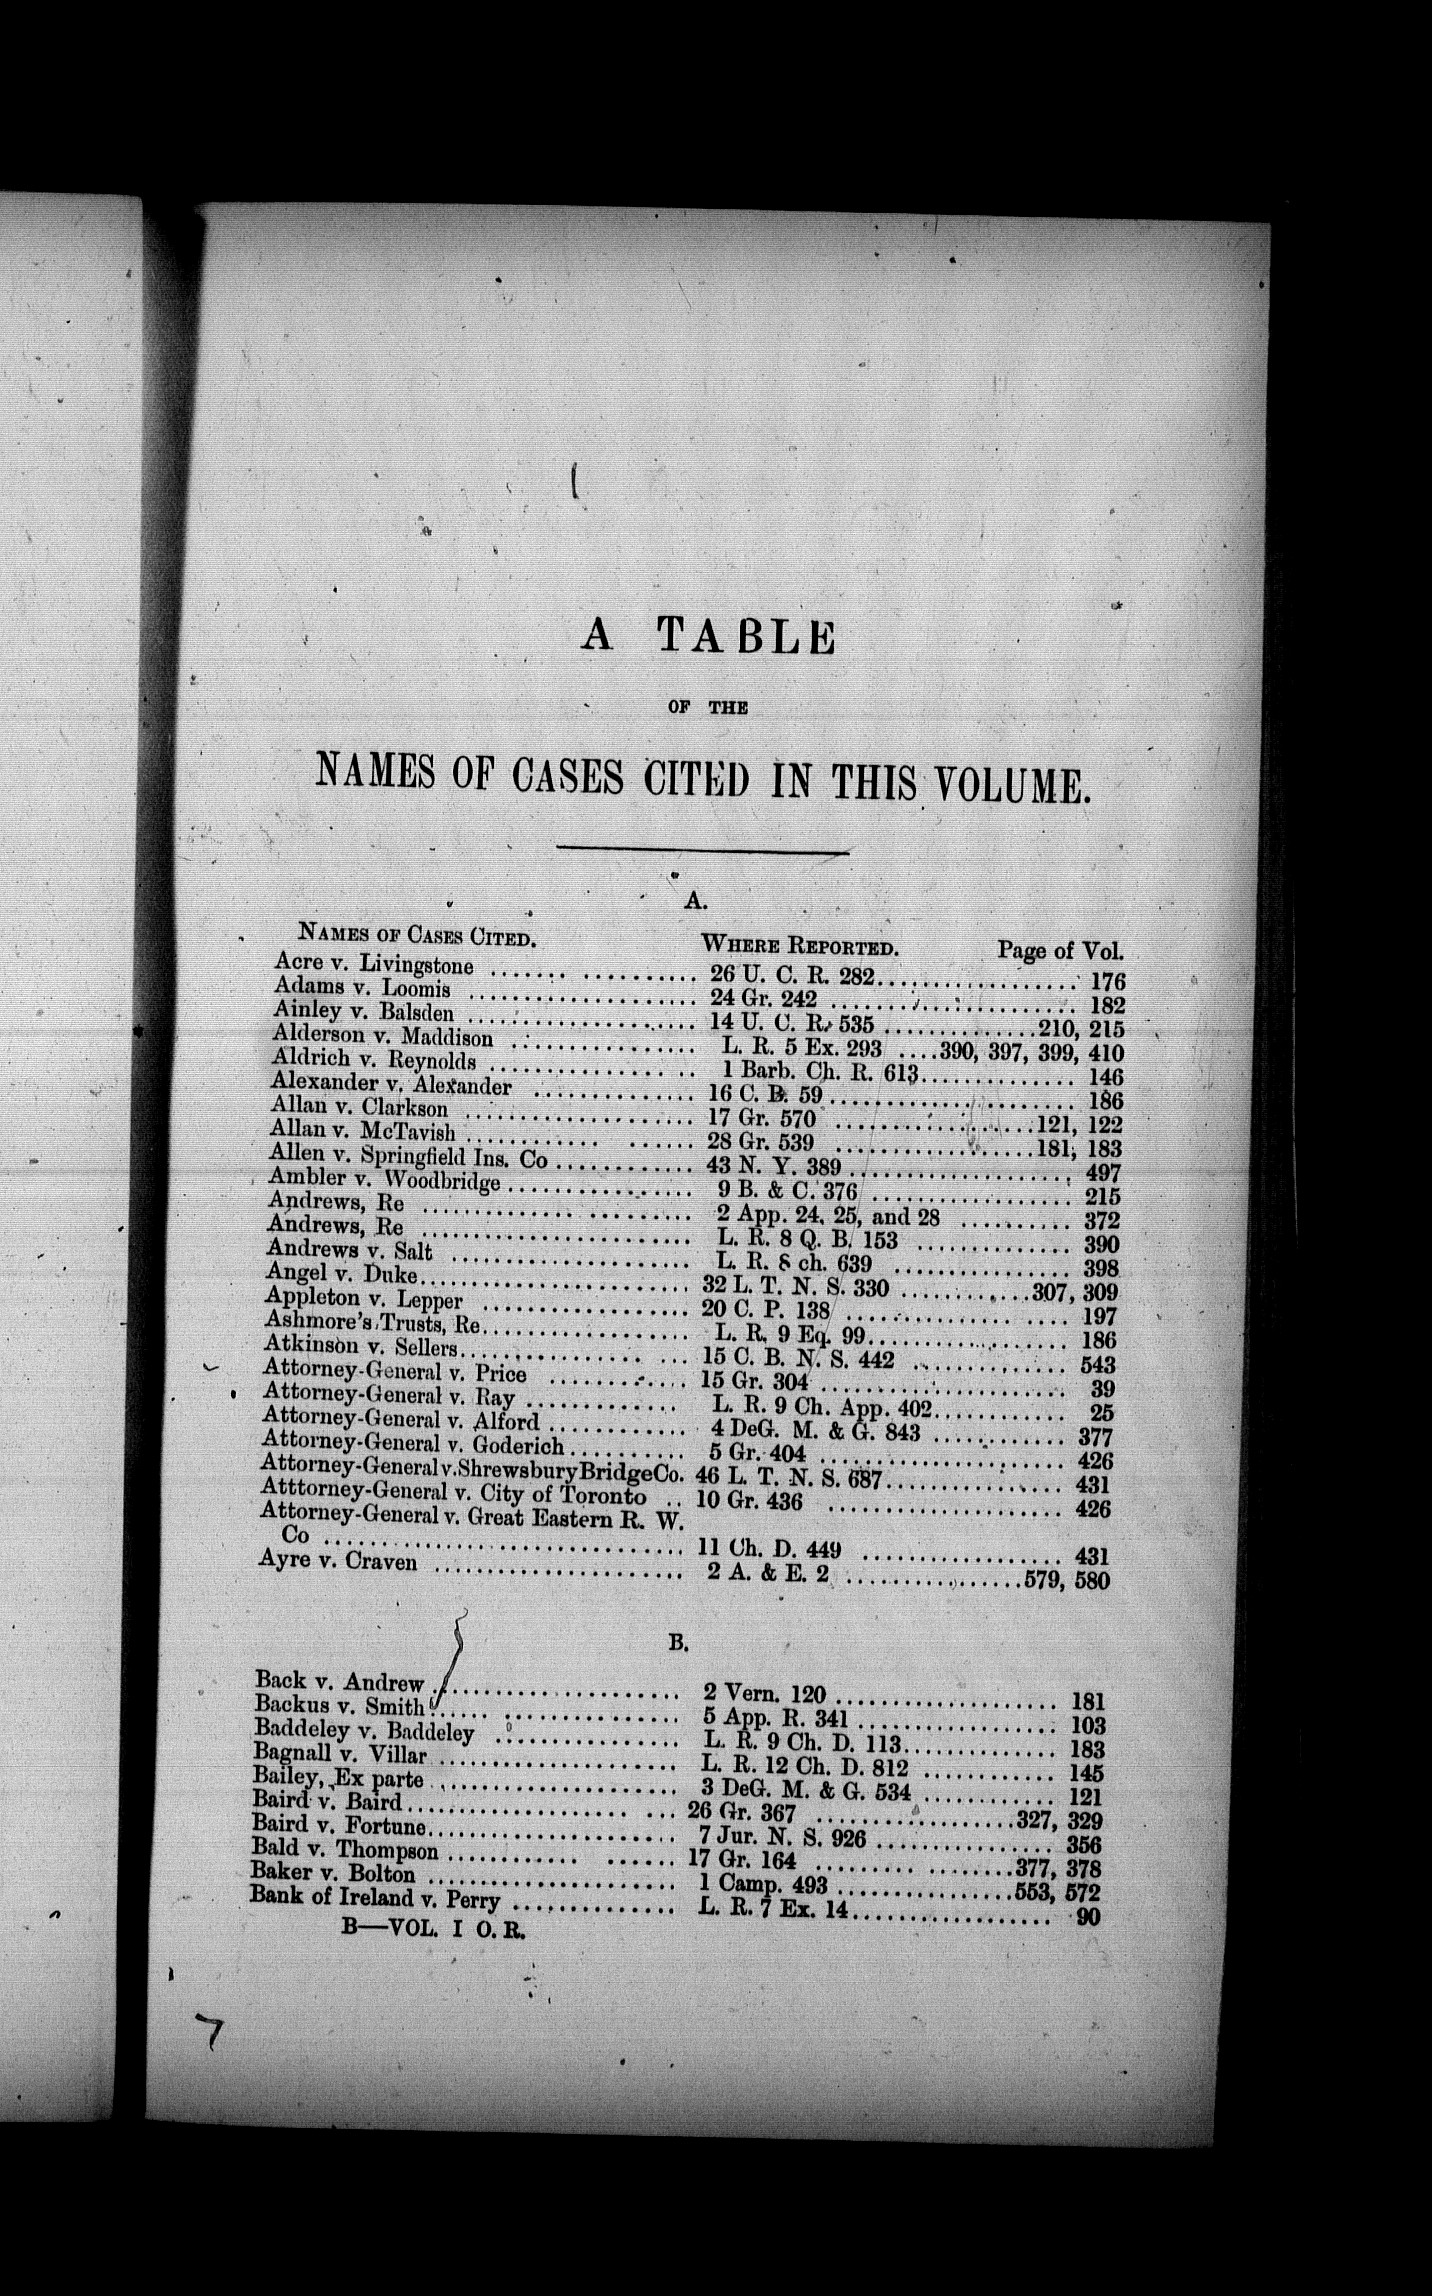 A TABLE
OF THE
NAMES OF CASES CITED IN THIS VOLUME.
A.
NAMES OF CASES CITED. WHERE REPORTED. Page of Vol.
Acre v. Livingstone ....... .......... 26 U. C. R. 282.................. 176
Adams v. Loomis ...................... 24 Gr. 242 ........................ 182
Ainley v. Balsden ...................... 14 U. C. R. 535 ..............210, 215
Alderson v. Maddison .................. L. R. 5 Ex. 293 ....390, 397, 399, 410
Aldrich v. Reynolds ................. .. 1 Barb. Ch. R. 613............... 146
Alexander v. Alexander ............... 16 C. B. 59........................ 186
Allan v. Clarkson ...................... 17 Gr. 570 ....................121, 122
Allan v. McTavish ............. ....... 28 Gr. 539 ....................181, 183
Allen v. Springfield Ins. Co ............. 43 N. Y. 389...................... 497
Ambler v. Woodbridge .................. 9 B. & C. 376 .................... 215
Andrews, Re ............. .......... 2 App. 24, 25, and 28 ........... 372
Andrews, Re .......................... L. R. 8 Q. B. 153 ............... 390
Andrews v. Salt ....................... L. R. 8 ch. 639 ................. 398
Angel v. Duke.......................... 32 L. T. N. S. 330 .............307, 309
Appleton v. Lepper .................... 20 C. P. 138 ................ .... 197
Ashmore's Trusts, Re.................... L. R. 9 Eq. 99.................... 186
Atkinson v. Sellers.................. ... 15 C. B. N. S. 442 ............... 543
Attorney-General v. Price .............. 15 Gr. 304 ........................ 39
Attorney-General v. Ray ............... L. R. 9 Ch. App. 402............. 25
Attorney-General v. Alford .............. 4 DeG. M. & G. 843 ............. 377
Attorney-General v. Goderich........... 5 Gr. 404 ........................ 426
Attorney-General v. Shrewsbury Bridge Co. 46 L. T. N. S. 687................. 431
Atttorney-General v. City of Toronto .. 10 Gr. 436 ....................... 426
Attorney-General v. Great Eastern R. W.
Co ................................... 11 Ch. D. 449 .................... 431
Ayre v. Craven ........................ 2 A. & E. 2 ..................579, 580
B.
Back v. Andrew ........................ 2 Vern. 120 ...................... 181
Backus v. Smith...... ................. 5 App. R. 341 .................... 103
Baddeley v. Baddeley .................. L. R. 9 Ch. D. 113............... 183
Bagnall v. Villar ....................... L. R. 12 Ch. D. 812 ............. 145
Bailey, Ex parte ........................ 3 DeG. M. & G. 534 ............. 121
Baird v. Baird..................... ... 26 Gr. 367 ....................327, 329
Baird v. Fortune........................ 7 Jur. N. S. 926 ................. 356
Bald v. Thompson ............ ....... 17 Gr. 164 .......... .........377, 378
Baker v. Bolton ........................ 1 Camp. 493 .................553, 572
Bank of Ireland v. Perry ............... L. R. 7 Ex. 14.................... 90
B—VOL. I O. R.